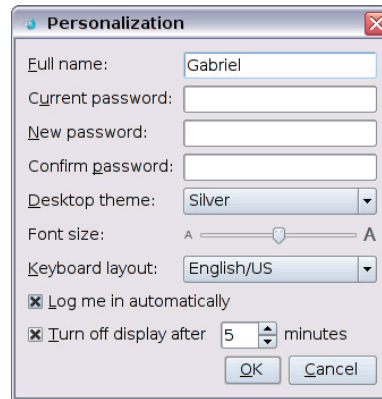 Personalization
Full name: Gabriel
Current password:
New password:
Confirm password:
Desktop theme: Silver
Font size: A A
Keyboard layout: English/US
Log me in automatically
Turn off display after 5 minutes
OK Cancel